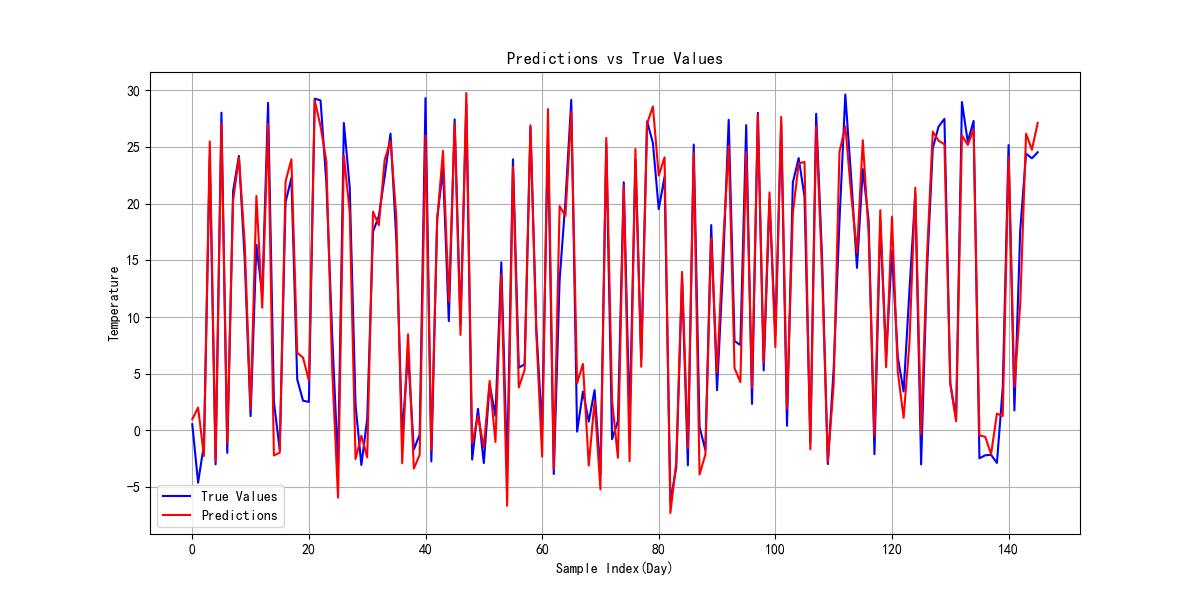 Predictions vs True Values
30
25
20
15
10
5
0
−5
Temperature
True Values
Predictions
0 20 40 60 80 100 120 140
Sample Index(Day)